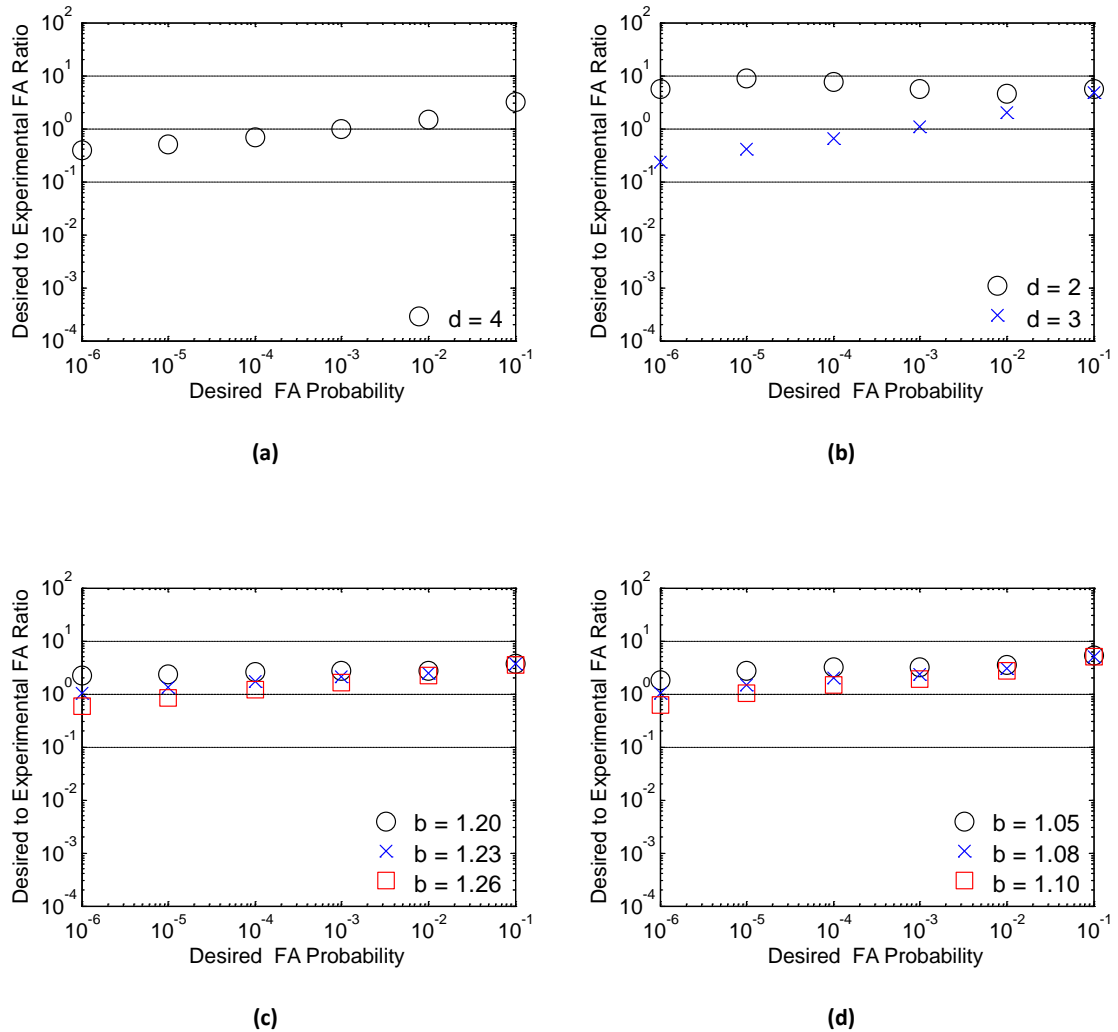 10^2
10^1
10^0
10^-1
10^-2
10^-3
10^-4
Desired to Experimental FA Ratio
d = 4
10^-6 10^-5 10^-4 10^-3 10^-2 10^-1
Desired FA Probability
(a)
10^2
10^1
10^0
10^-1
10^-2
10^-3
10^-4
Desired to Experimental FA Ratio
d = 2
d = 3
10^-6 10^-5 10^-4 10^-3 10^-2 10^-1
Desired FA Probability
(b)
10^2
10^1
10^0
10^-1
10^-2
10^-3
10^-4
Desired to Experimental FA Ratio
b = 1.20
b = 1.23
b = 1.26
10^-6 10^-5 10^-4 10^-3 10^-2 10^-1
Desired FA Probability
(c)
10^2
10^1
10^0
10^-1
10^-2
10^-3
10^-4
Desired to Experimental FA Ratio
b = 1.05
b = 1.08
b = 1.10
10^-6 10^-5 10^-4 10^-3 10^-2 10^-1
Desired FA Probability
(d)